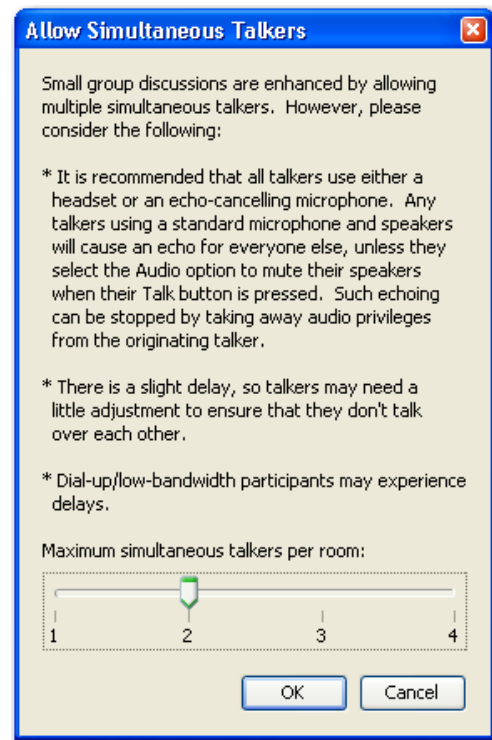 Allow Simultaneous Talkers
Small group discussions are enhanced by allowing
multiple simultaneous talkers.  However, please
consider the following:
* It is recommended that all talkers use either a
headset or an echo-cancelling microphone.  Any
talkers using a standard microphone and speakers
will cause an echo for everyone else, unless they
select the Audio option to mute their speakers
when their Talk button is pressed.  Such echoing
can be stopped by taking away audio privileges
from the originating talker.
* There is a slight delay, so talkers may need a
little adjustment to ensure that they don't talk
over each other.
* Dial-up/low-bandwidth participants may experience
delays.
Maximum simultaneous talkers per room:
1 2 3 4
OK Cancel